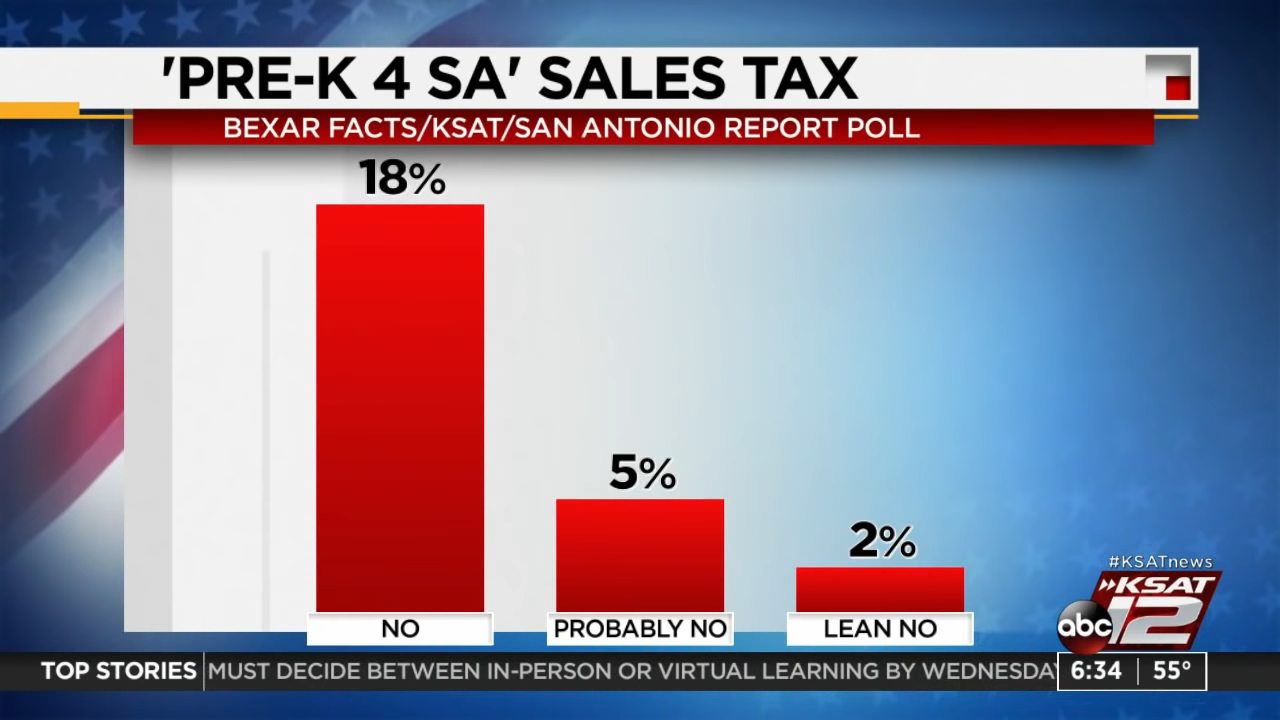 'PRE-K 4 SA' SALES TAX
BEXAR FACTS/KSAT/SAN ANTONIO REPORT POLL
18%
5%
2%
NO
PROBABLY NO
LEAN NO
#KSATnews
KSAT
abc 12
TOP STORIES MUST DECIDE BETWEEN IN-PERSON OR VIRTUAL LEARNING BY WEDNESDA
6:34 55°